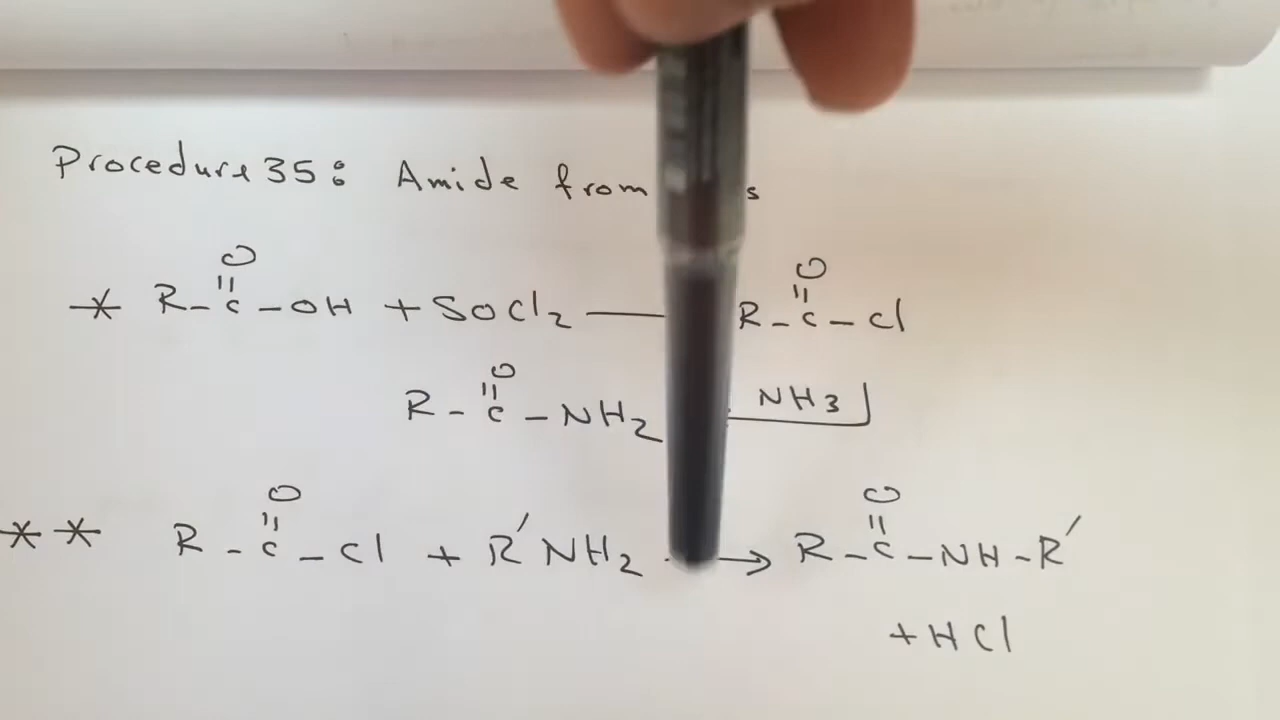 Procedure 35: Amide from
* R-C(=O)-OH + SOCl2 — R-C(=O)-Cl
R-C(=O)-NH2 NH3
** R-C(=O)-Cl + R'NH2 → R-C(=O)-NH-R'
+ HCl